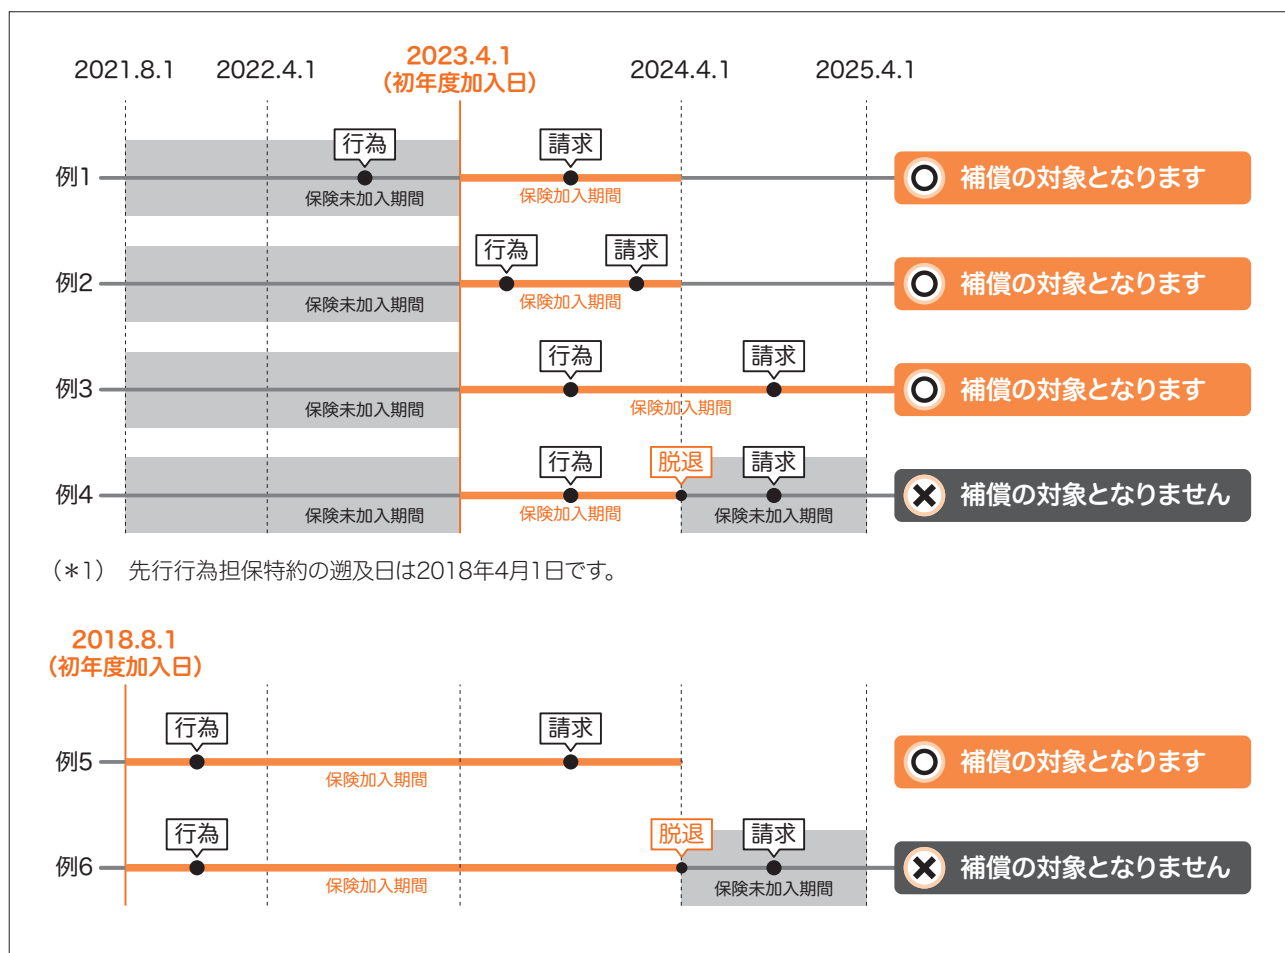 2021.8.1 2022.4.1 2023.4.1 2024.4.1 2025.4.1
(初年度加入日)
行為 請求
例1 補償の対象となります
保険未加入期間 保険加入期間
行為 請求
例2 補償の対象となります
保険未加入期間 保険加入期間
行為 請求
例3 補償の対象となります
保険未加入期間 保険加入期間
行為 脱退 請求
例4 補償の対象となりません
保険未加入期間 保険加入期間 保険未加入期間
(*1) 先行行為担保特約の遡及日は2018年4月1日です。
2018.8.1
(初年度加入日)
行為 請求
例5 補償の対象となります
保険加入期間
行為 脱退 請求
例6 補償の対象となりません
保険加入期間 保険未加入期間